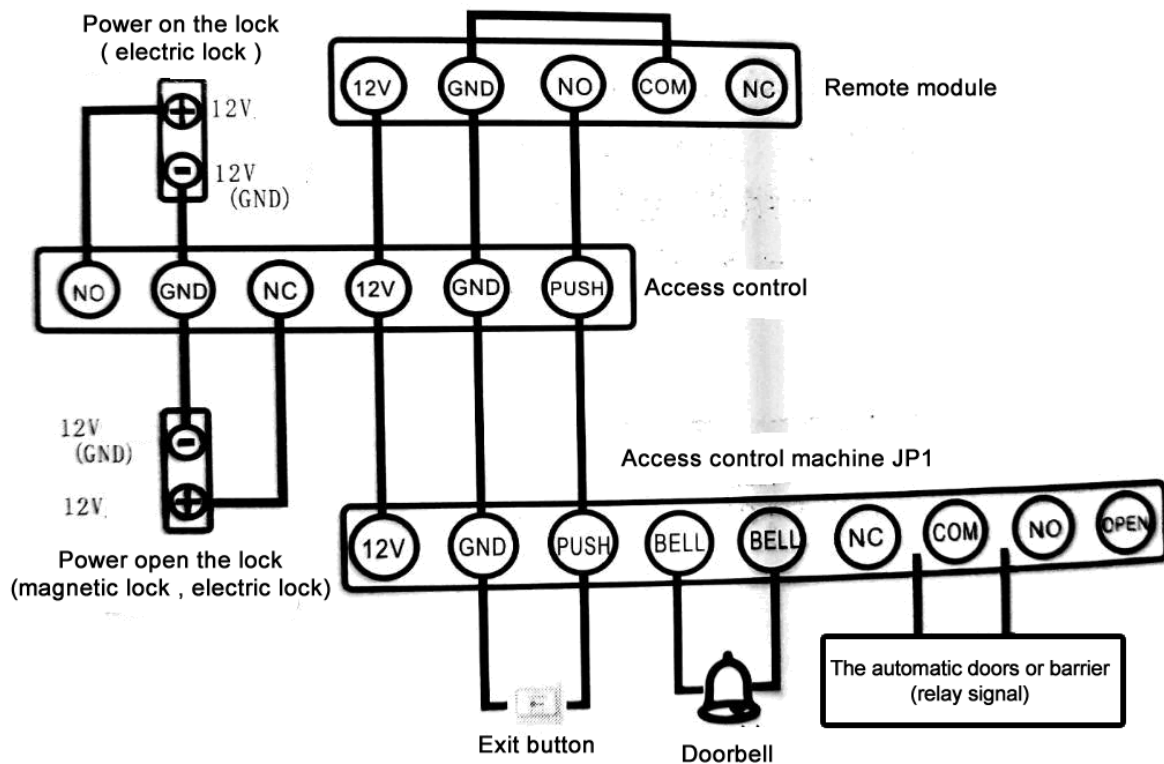 Power on the lock
( electric lock )
12V
12V
(GND)
12V GND NO COM NC
Remote module
NO GND NC 12V GND PUSH
Access control
12V
(GND)
12V
Power open the lock
(magnetic lock , electric lock)
Access control machine JP1
12V GND PUSH BELL BELL NC COM NO OPEN
The automatic doors or barrier
(relay signal)
Exit button
Doorbell